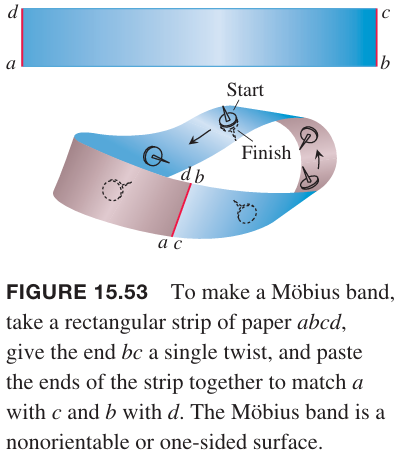 d c
a b
Start
Finish
d b
a c
FIGURE 15.53 To make a Möbius band,
take a rectangular strip of paper abcd,
give the end bc a single twist, and paste
the ends of the strip together to match a
with c and b with d. The Möbius band is a
nonorientable or one-sided surface.